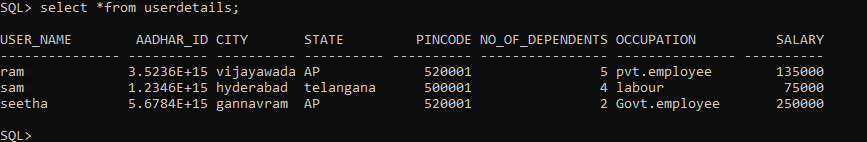 SQL> select *from userdetails;
USER_NAME AADHAR_ID CITY STATE PINCODE NO_OF_DEPENDENTS OCCUPATION SALARY
--------------- ---------- ---------- ---------- ---------- ---------------- --------------- ----------
ram 3.5236E+15 vijayawada AP 520001 5 pvt.employee 135000
sam 1.2346E+15 hyderabad telangana 500001 4 labour 75000
seetha 5.6784E+15 gannavram AP 520001 2 Govt.employee 250000
SQL>